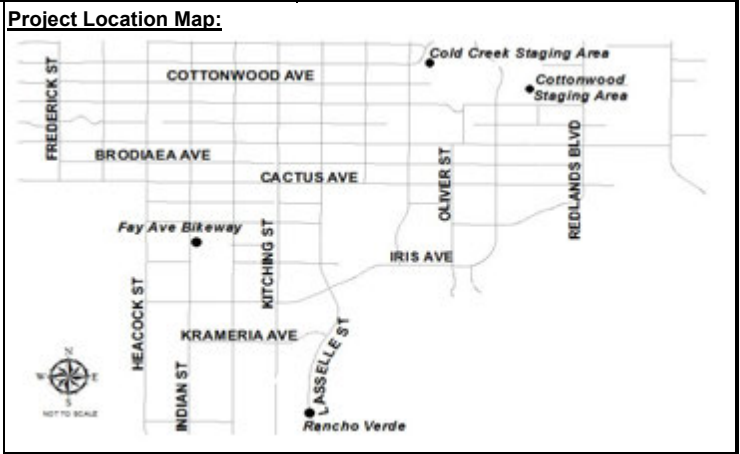 Project Location Map:
Cold Creek Staging Area
COTTONWOOD AVE
Cottonwood
Staging Area
FREDERICK ST
BRODIAEA AVE
CACTUS AVE
OLIVER ST
REDLANDS BLVD
Fay Ave Bikeway
KITCHING ST
IRIS AVE
HEACOCK ST
KRAMERIA AVE
LASSELLE ST
INDIAN ST
N
W
E
S
NOT TO SCALE
Rancho Verde